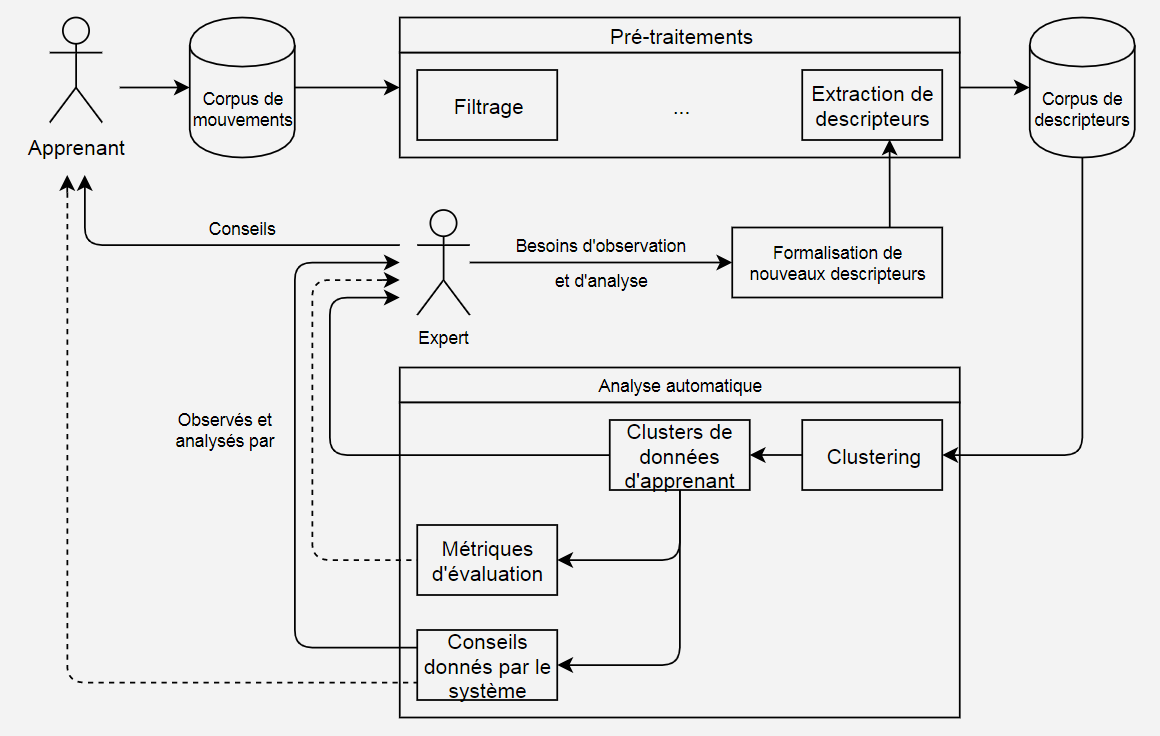 Pré-traitements
Filtrage
...
Extraction de
descripteurs
Corpus de
mouvements
Corpus de
descripteurs
Apprenant
Conseils
Besoins d'observation
et d'analyse
Formalisation de
nouveaux descripteurs
Expert
Analyse automatique
Observés et
analysés par
Clusters de
données
d'apprenant
Clustering
Métriques
d'évaluation
Conseils
donnés par le
système